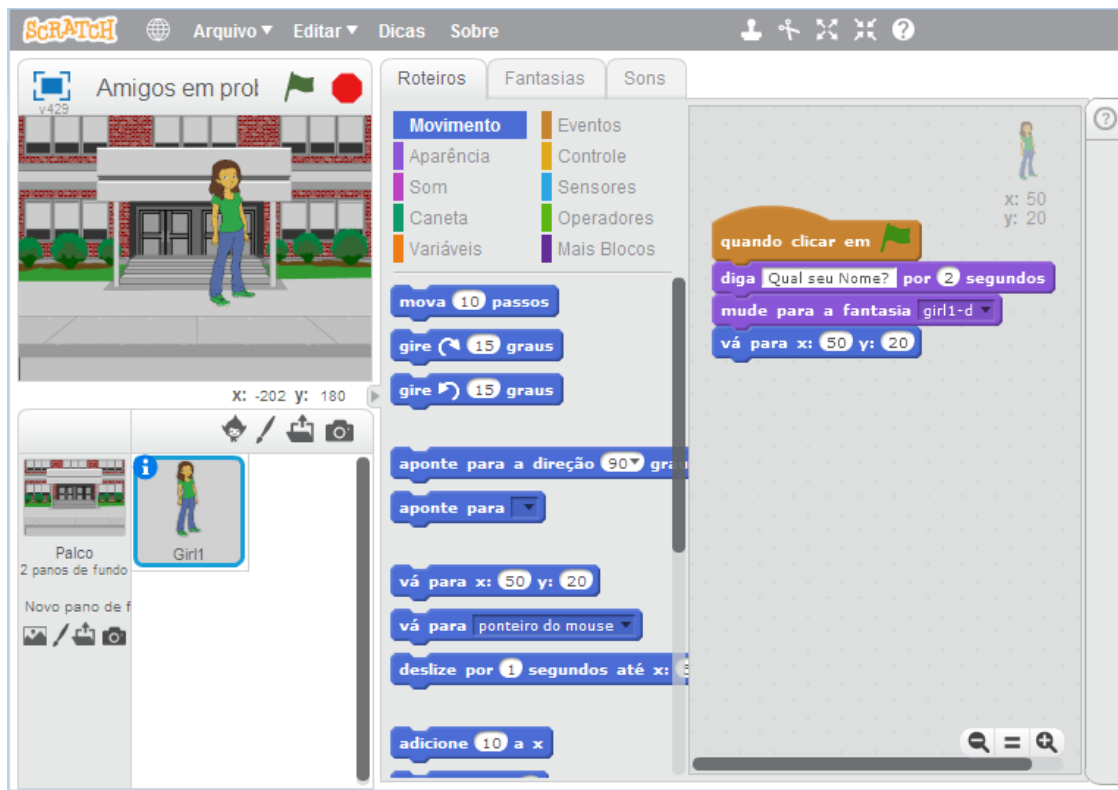 SCRATCH Arquivo▼ Editar▼ Dicas Sobre
v429
Amigos em prob
x: -202 y: 180
Palco
2 panos de fundo
Novo pano de f
Girl1
Roteiros Fantasias Sons
Movimento Eventos
Aparência Controle
Som Sensores
Caneta Operadores
Variáveis Mais Blocos
mova 10 passos
gire 15 graus
gire 15 graus
aponte para a direção 90▼ grau
aponte para
vá para x: 50 y: 20
vá para ponteiro do mouse
deslize por 1 segundos até x: 5
adicione 10 a x
x: 50
y: 20
quando clicar em
diga Qual seu Nome? por 2 segundos
mude para a fantasia girl1-d
vá para x: 50 y: 20